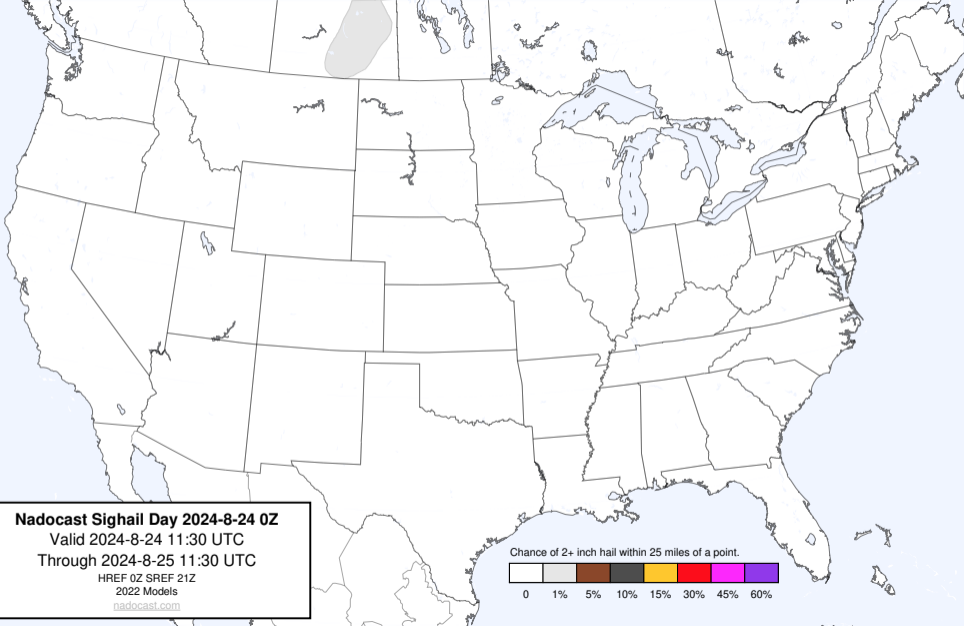 Nadocast Sighail Day 2024-8-24 0Z
Valid 2024-8-24 11:30 UTC
Through 2024-8-25 11:30 UTC
HREF 0Z SREF 21Z
2022 Models
nadocast.com
Chance of 2+ inch hail within 25 miles of a point.
0 1% 5% 10% 15% 30% 45% 60%